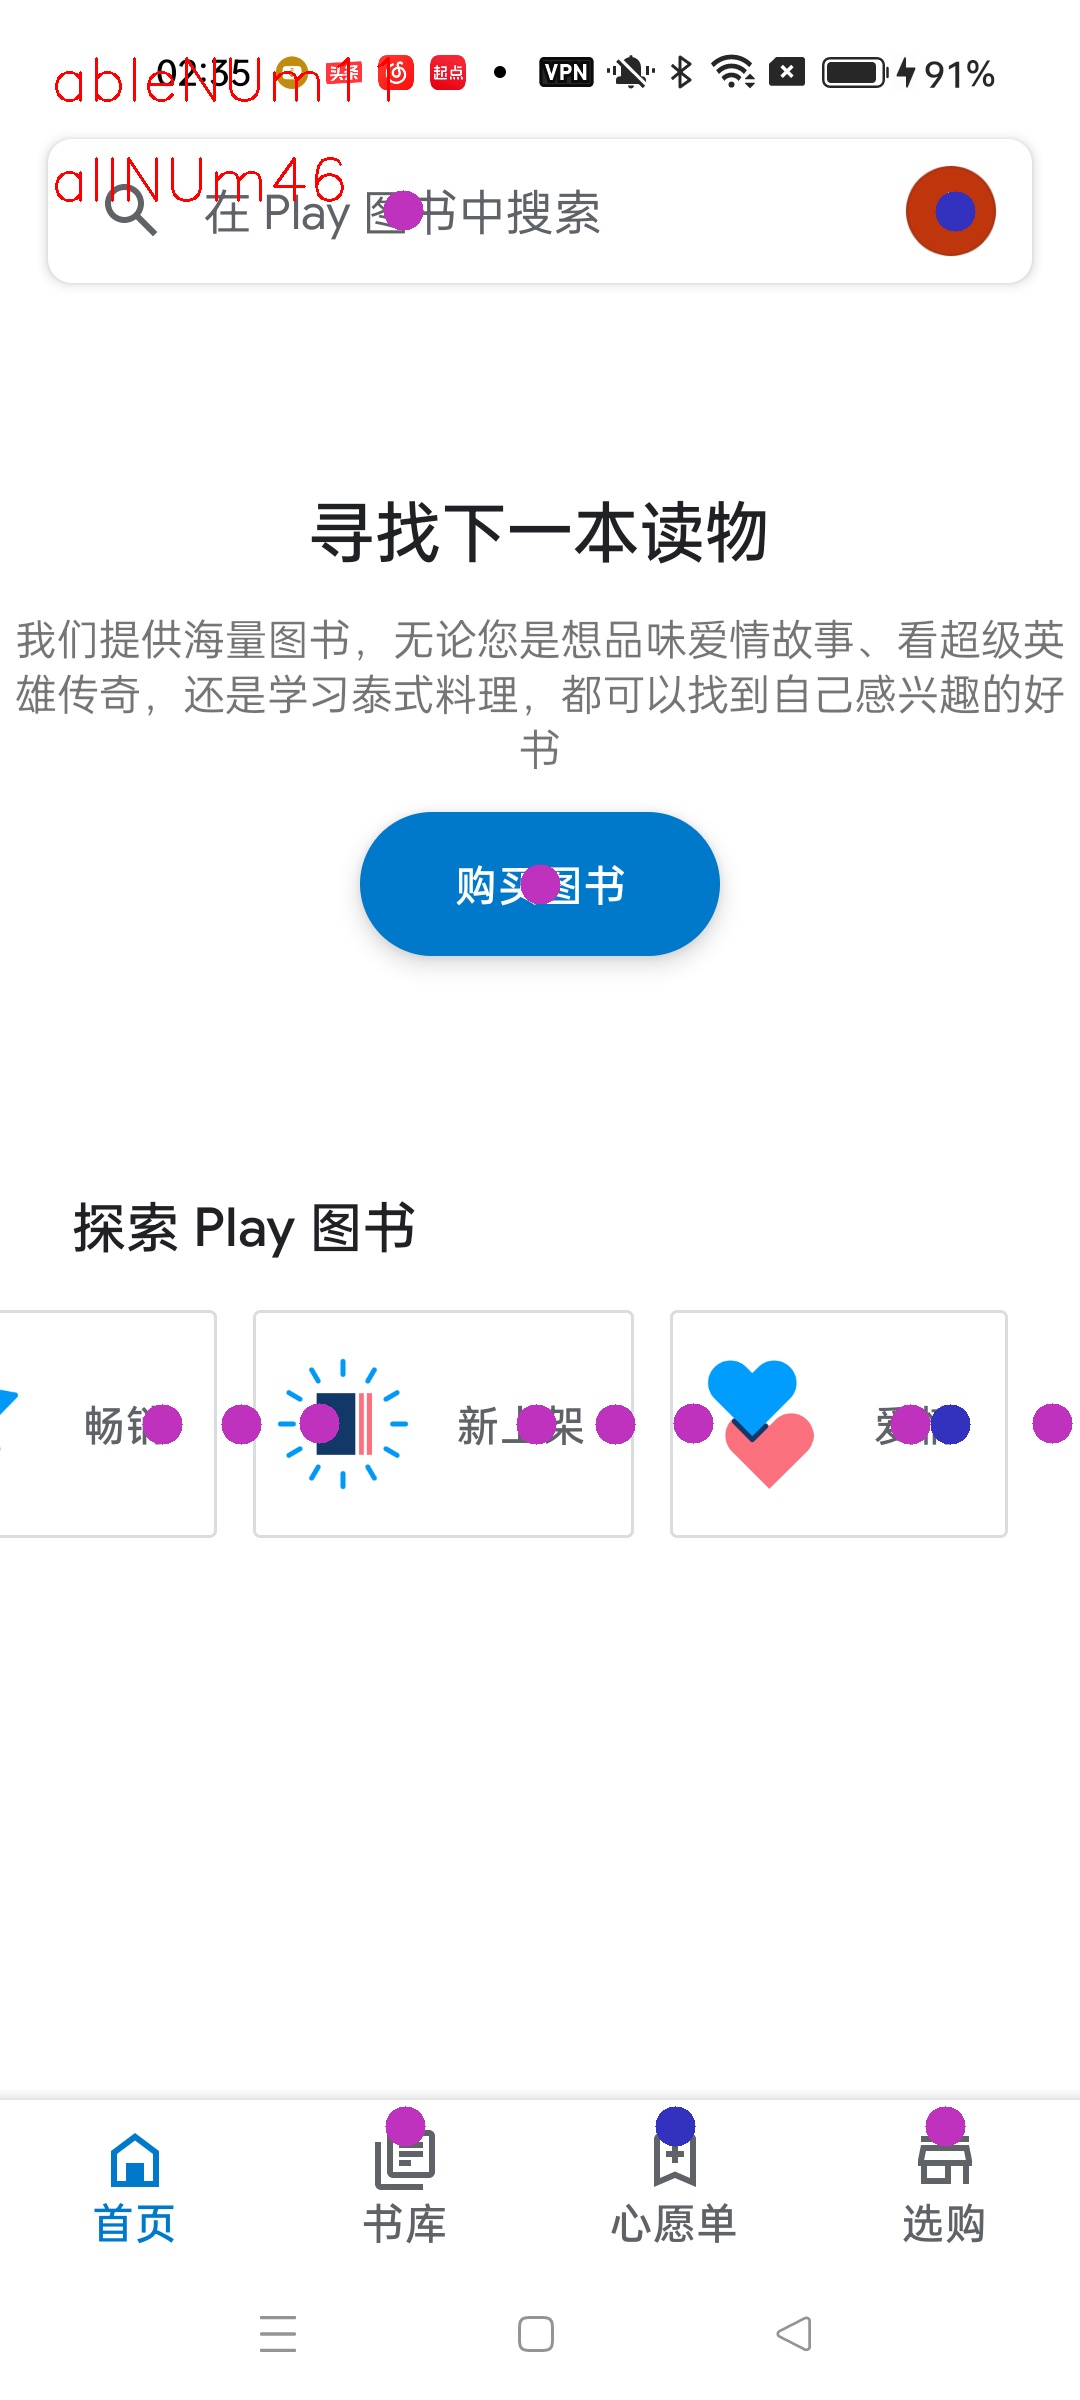 ableNUm11
02:35 头条 起点 VPN 91%
allNUm46
在 Play 图书中搜索
寻找下一本读物
我们提供海量图书，无论您是想品味爱情故事、看超级英
雄传奇，还是学习泰式料理，都可以找到自己感兴趣的好
书
购买图书
探索 Play 图书
畅销 新上架
首页 书库 心愿单 选购